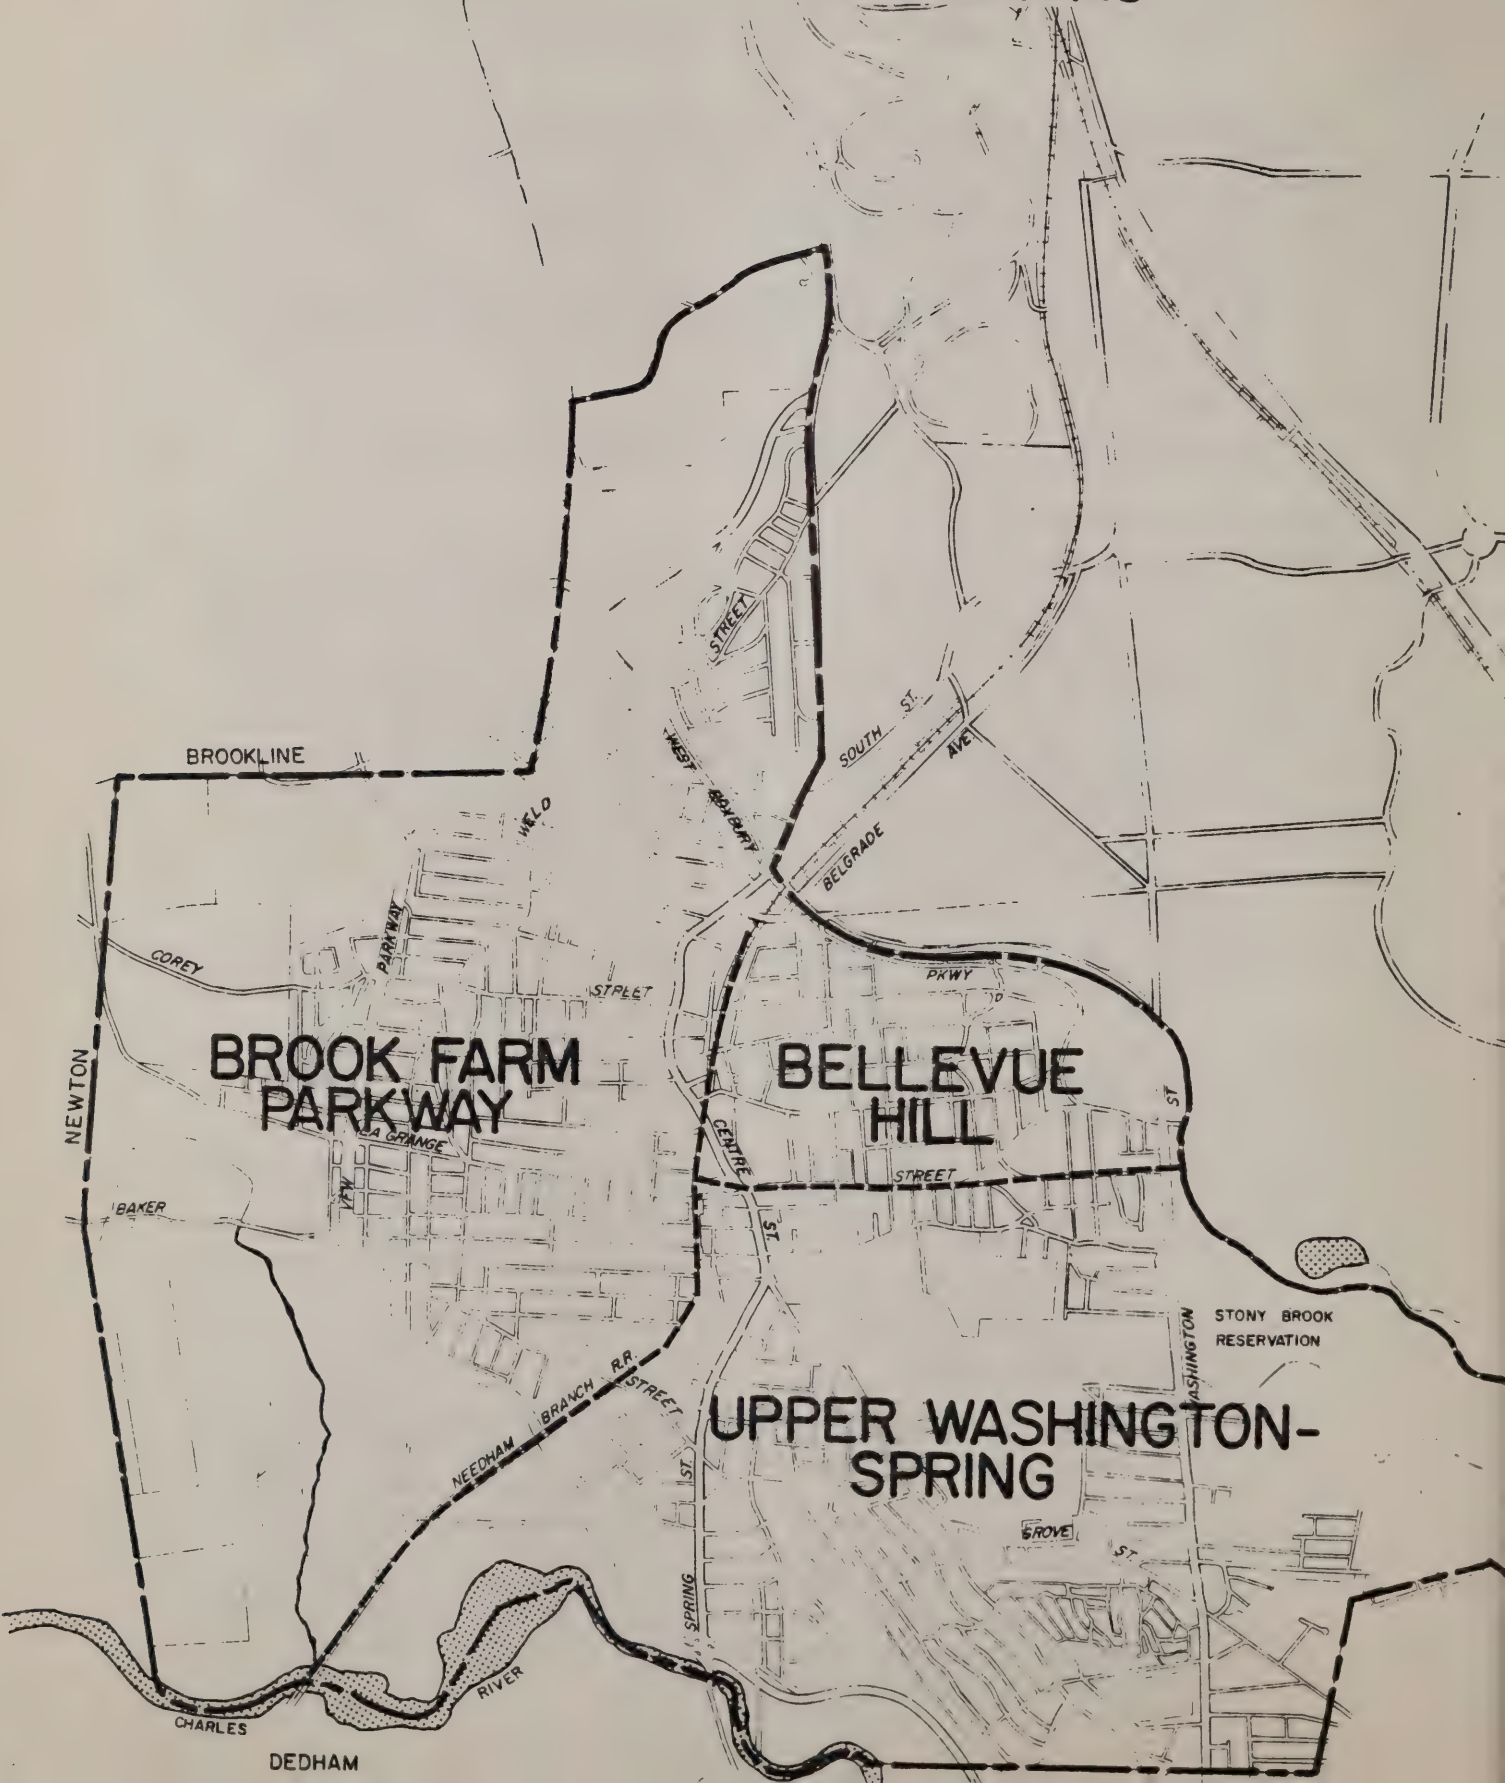 STREET
SOUTH ST.
AVE
BROOKLINE
WEST ROXBURY
WELD
BELGRADE
PARKWAY
COREY
STREET
PKWY
BROOK FARM
PARKWAY
BELLEVUE
HILL
NEWTON
ST
CENTRE
LA GRANGE
STREET
VFW
BAKER
ST.
STONY BROOK
RESERVATION
WASHINGTON
NEEDHAM BRANCH R.R.
STREET
UPPER WASHINGTON-
SPRING
ST.
GROVE
ST.
SPRING
RIVER
CHARLES
DEDHAM